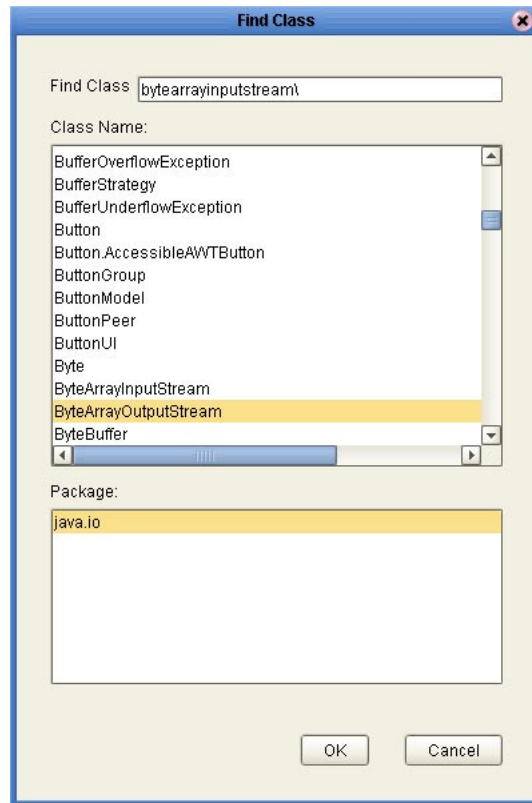 Find Class
Find Class bytearrayinputstream\
Class Name:
BufferOverflowException
BufferStrategy
BufferUnderflowException
Button
Button.AccessibleAWTButton
ButtonGroup
ButtonModel
ButtonPeer
ButtonUI
Byte
ByteArrayInputStream
ByteArrayOutputStream
ByteBuffer
Package:
java.io
OK Cancel